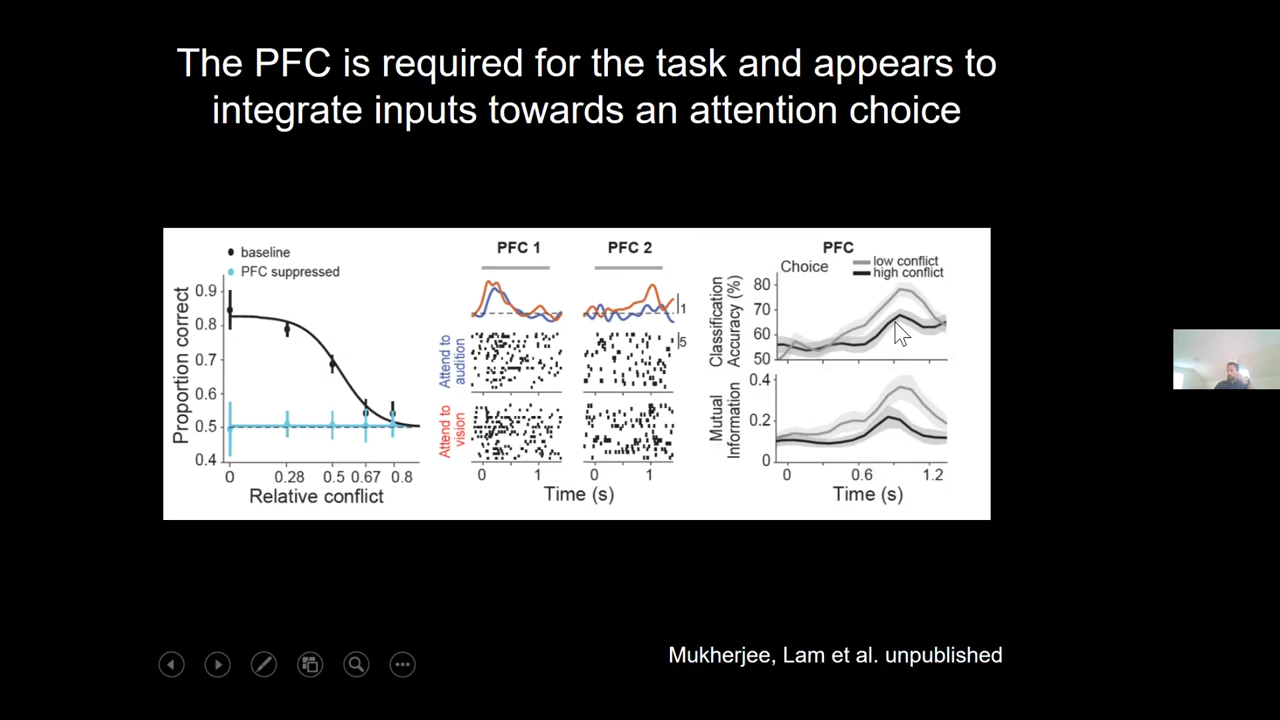 The PFC is required for the task and appears to
integrate inputs towards an attention choice
baseline
PFC suppressed
Proportion correct
0.9
0.8
0.7
0.6
0.5
0.4
0 0.28 0.5 0.67 0.8
Relative conflict
PFC 1 PFC 2
1
5
Attend to
audition
Attend to
vision
0 1 0 1
Time (s)
PFC
Choice
low conflict
high conflict
Classification
Accuracy (%)
80
70
60
50
Mutual
Information
0.4
0.2
0
0 0.6 1.2
Time (s)
Mukherjee, Lam et al. unpublished